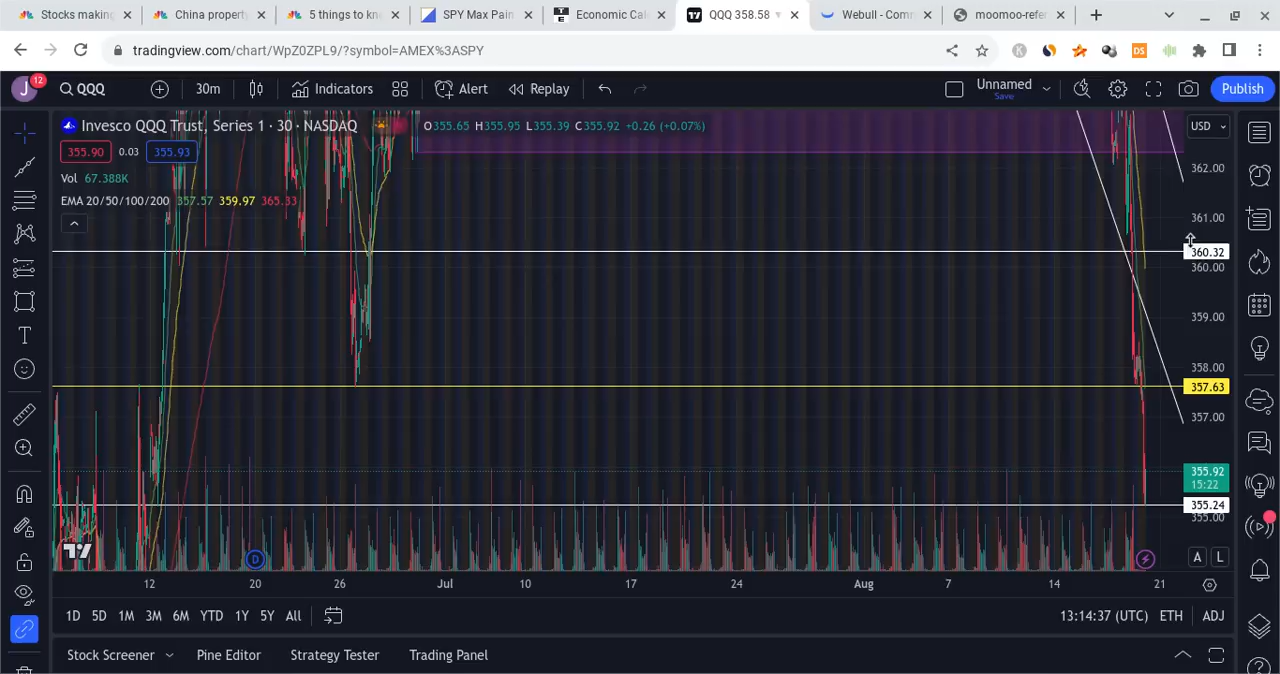 Stocks making
China property
5 things to kn
SPY Max Pain
Economic Cal
QQQ 358.58
Webull - Comm
moomoo-refer
tradingview.com/chart/WpZ0ZPL9/?symbol=AMEX%3ASPY
K
DS
J
12
QQQ
30m
Indicators
Alert
Replay
Unnamed
Save
Publish
Invesco QQQ Trust, Series 1 · 30 · NASDAQ
O355.65 H355.95 L355.39 C355.92 +0.26 (+0.07%)
USD
355.90
0.03
355.93
362.00
Vol 67.388K
EMA 20/50/100/200 357.57 359.97 365.33
361.00
360.32
360.00
359.00
358.00
357.63
357.00
355.92
15:22
355.24
355.00
D
A
L
12
20
26
Jul
10
17
24
Aug
7
14
21
1D
5D
1M
3M
6M
YTD
1Y
5Y
All
13:14:37 (UTC)
ETH
ADJ
Stock Screener
Pine Editor
Strategy Tester
Trading Panel